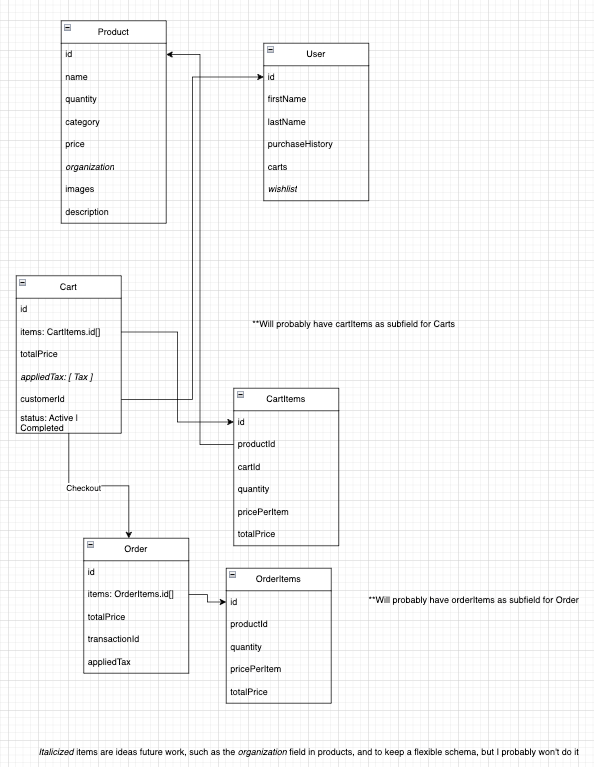 Product
id
name
quantity
category
price
organization
images
description
User
id
firstName
lastName
purchaseHistory
carts
wishlist
Cart
id
items: CartItems.id[]
totalPrice
appliedTax: [ Tax ]
customerId
status: Active |
Completed
**Will probably have cartItems as subfield for Carts
CartItems
id
productId
cartId
quantity
pricePerItem
totalPrice
Checkout
Order
id
items: OrderItems.id[]
totalPrice
transactionId
appliedTax
OrderItems
id
productId
quantity
pricePerItem
totalPrice
**Will probably have orderItems as subfield for Order
Italicized items are ideas future work, such as the organization field in products, and to keep a flexible schema, but I probably won't do it